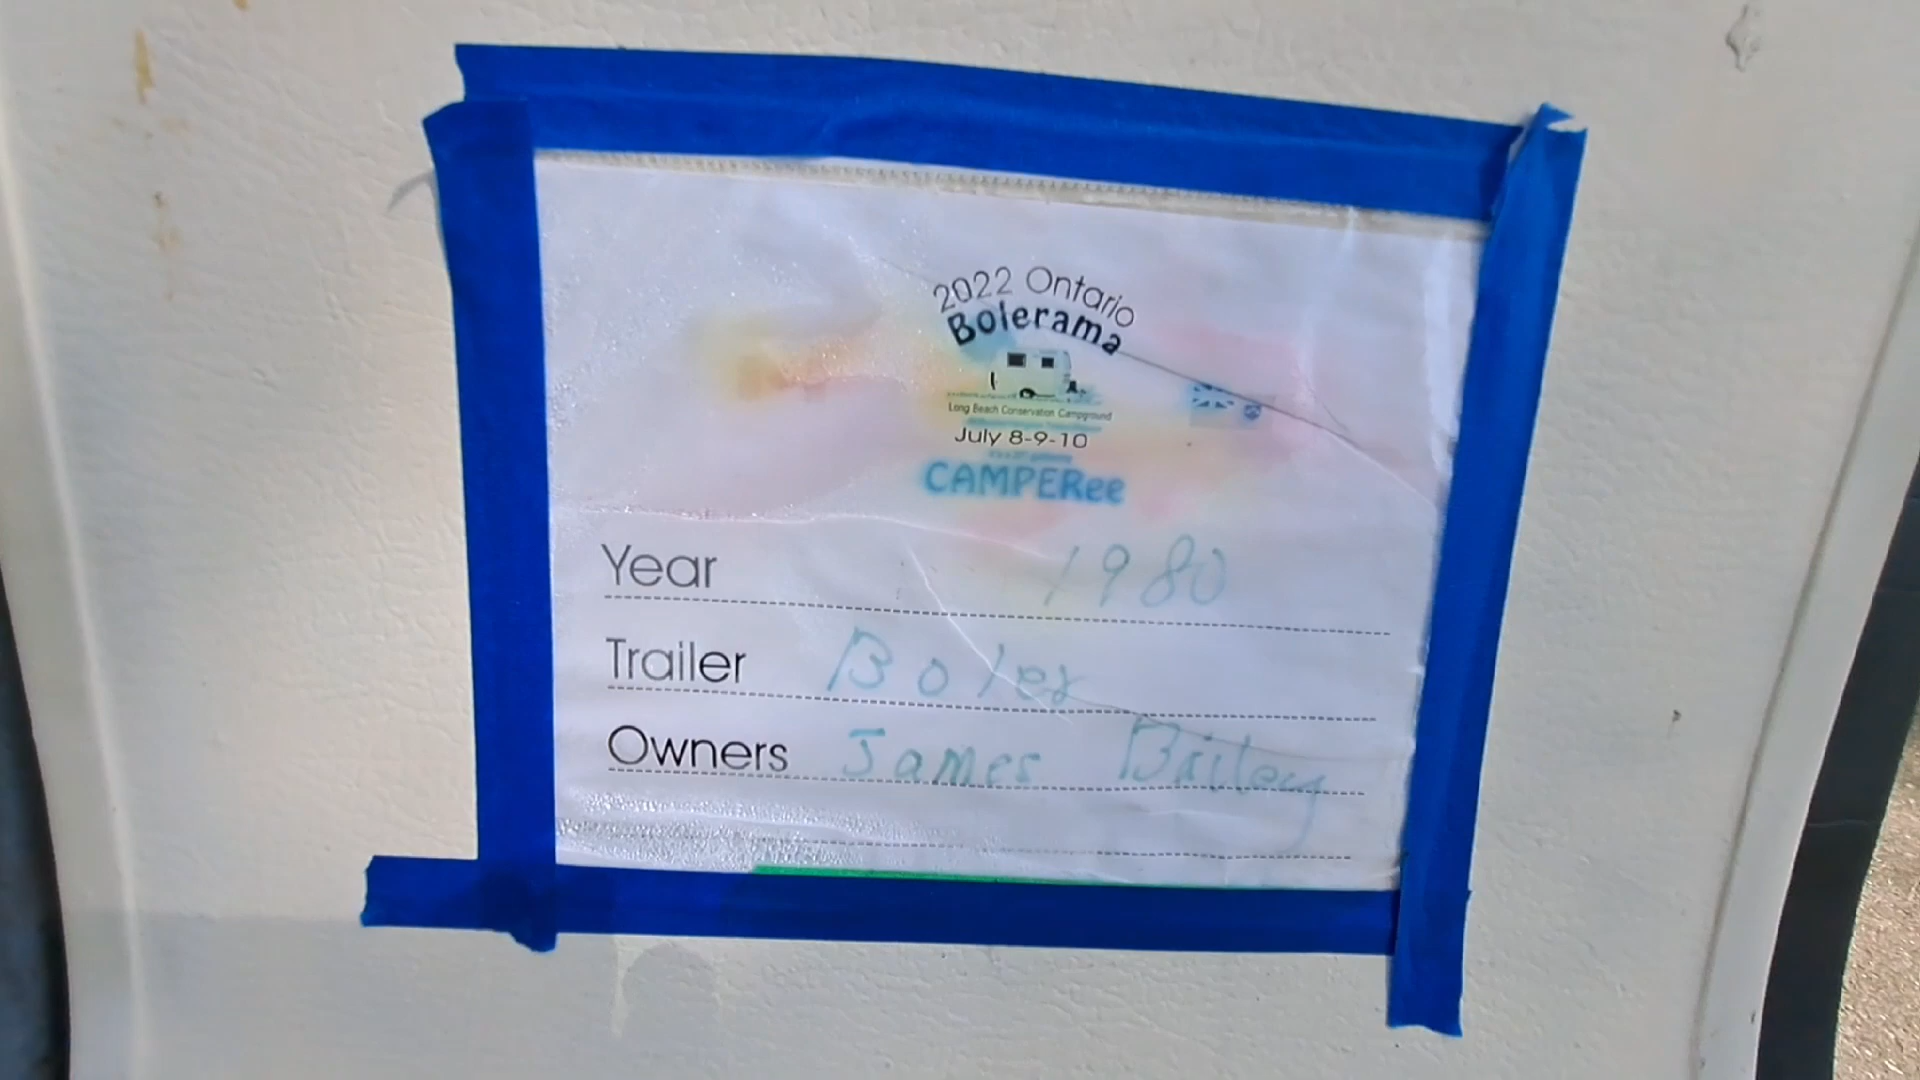 2022 Ontario
Bolerama
Long Beach Conservation Campground
July 8-9-10
CAMPERee
Year 1980
Trailer Boler
Owners James Bailey